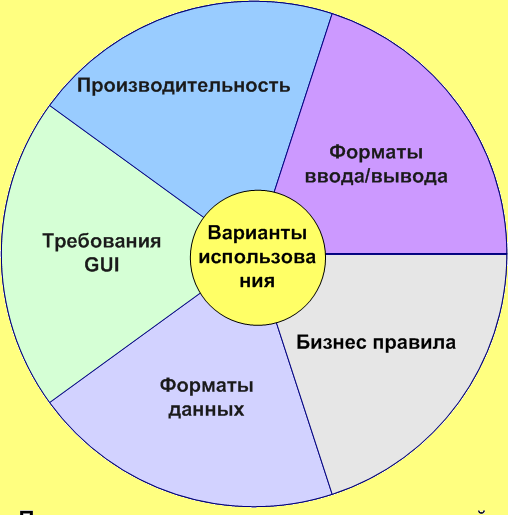 Производительность
Форматы
ввода/вывода
Варианты
использова
ния
Требования
GUI
Бизнес правила
Форматы
данных